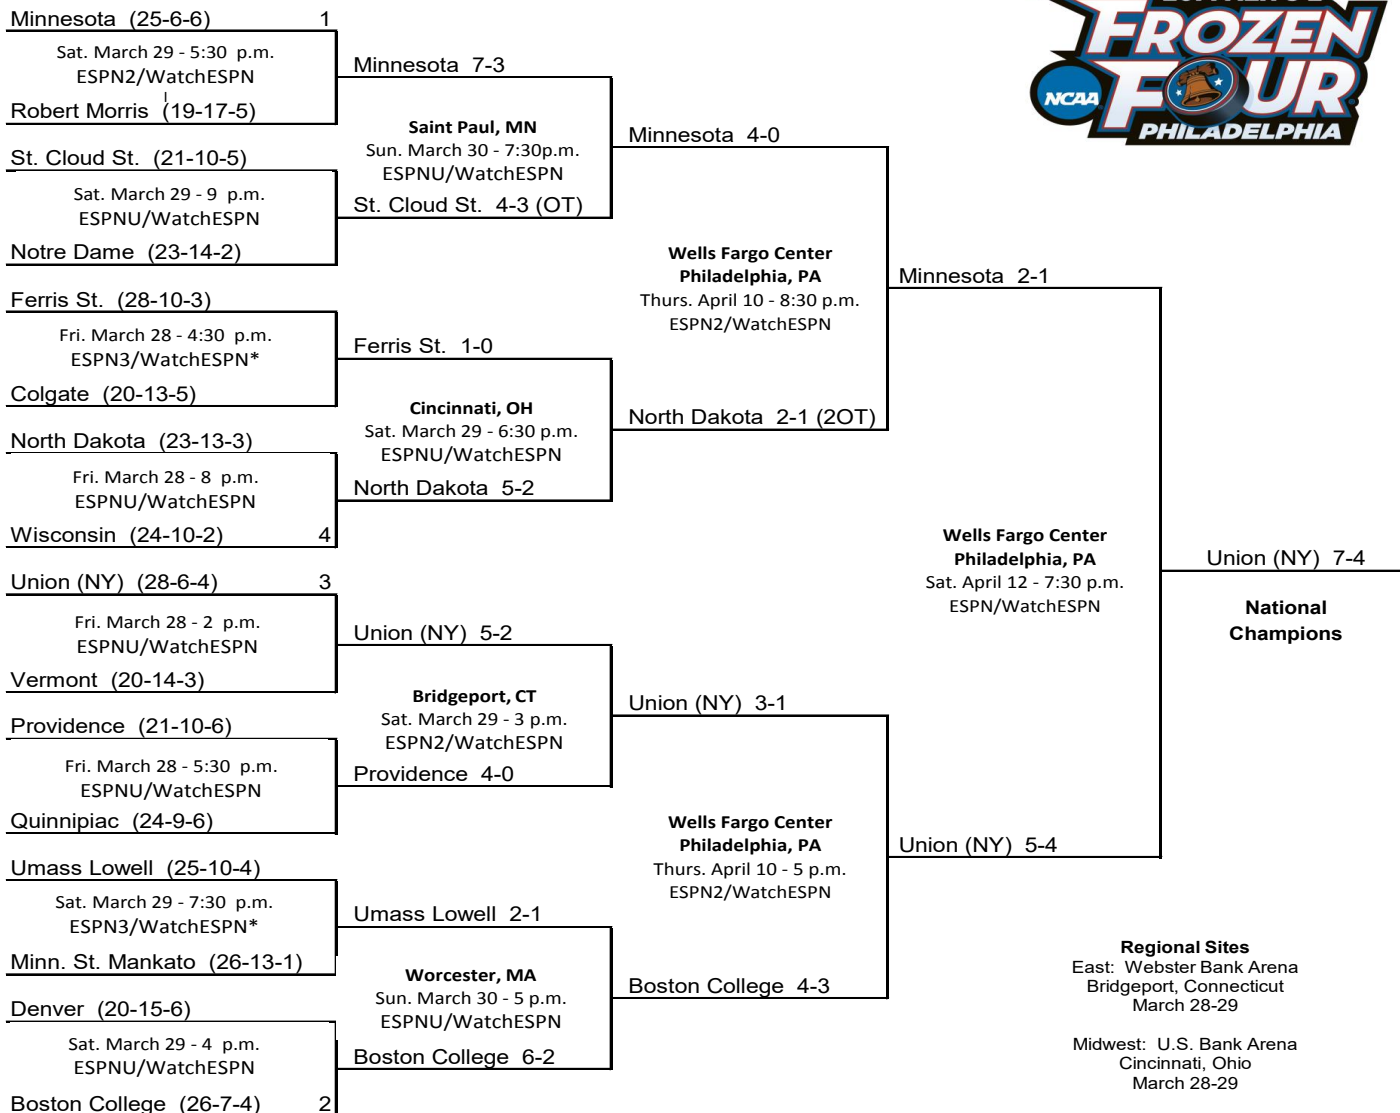 Minnesota (25-6-6) 1
Sat. March 29 - 5:30 p.m.
ESPN2/WatchESPN
Robert Morris (19-17-5)
St. Cloud St. (21-10-5)
Sat. March 29 - 9 p.m.
ESPNU/WatchESPN
Notre Dame (23-14-2)
Ferris St. (28-10-3)
Fri. March 28 - 4:30 p.m.
ESPN3/WatchESPN*
Colgate (20-13-5)
North Dakota (23-13-3)
Fri. March 28 - 8 p.m.
ESPNU/WatchESPN
Wisconsin (24-10-2) 4
Union (NY) (28-6-4) 3
Fri. March 28 - 2 p.m.
ESPNU/WatchESPN
Vermont (20-14-3)
Providence (21-10-6)
Fri. March 28 - 5:30 p.m.
ESPNU/WatchESPN
Quinnipiac (24-9-6)
Umass Lowell (25-10-4)
Sat. March 29 - 7:30 p.m.
ESPN3/WatchESPN*
Minn. St. Mankato (26-13-1)
Denver (20-15-6)
Sat. March 29 - 4 p.m.
ESPNU/WatchESPN
Boston College (26-7-4) 2
Minnesota 7-3
Saint Paul, MN
Sun. March 30 - 7:30p.m.
ESPNU/WatchESPN
St. Cloud St. 4-3 (OT)
Ferris St. 1-0
Cincinnati, OH
Sat. March 29 - 6:30 p.m.
ESPNU/WatchESPN
North Dakota 5-2
Union (NY) 5-2
Bridgeport, CT
Sat. March 29 - 3 p.m.
ESPN2/WatchESPN
Providence 4-0
Umass Lowell 2-1
Worcester, MA
Sun. March 30 - 5 p.m.
ESPNU/WatchESPN
Boston College 6-2
Minnesota 4-0
Wells Fargo Center
Philadelphia, PA
Thurs. April 10 - 8:30 p.m.
ESPN2/WatchESPN
North Dakota 2-1 (2OT)
Union (NY) 3-1
Wells Fargo Center
Philadelphia, PA
Thurs. April 10 - 5 p.m.
ESPN2/WatchESPN
Boston College 4-3
Minnesota 2-1
Wells Fargo Center
Philadelphia, PA
Sat. April 12 - 7:30 p.m.
ESPN/WatchESPN
Union (NY) 5-4
Union (NY) 7-4
National
Champions
FROZEN
NCAA FOUR
PHILADELPHIA
Regional Sites
East: Webster Bank Arena
Bridgeport, Connecticut
March 28-29
Midwest: U.S. Bank Arena
Cincinnati, Ohio
March 28-29